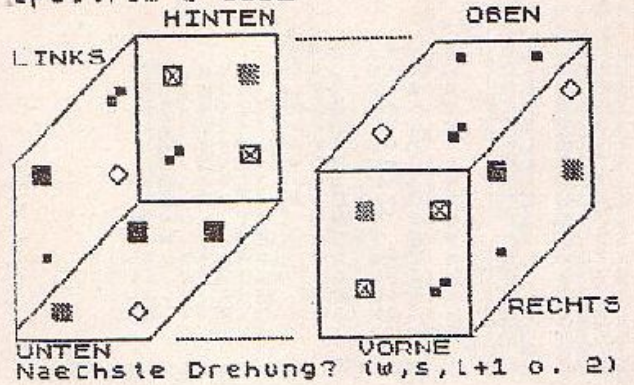 HINTEN
OBEN
LINKS
RECHTS
UNTEN
VORNE
Naechste Drehung? (w,s,l+1 o. 2)